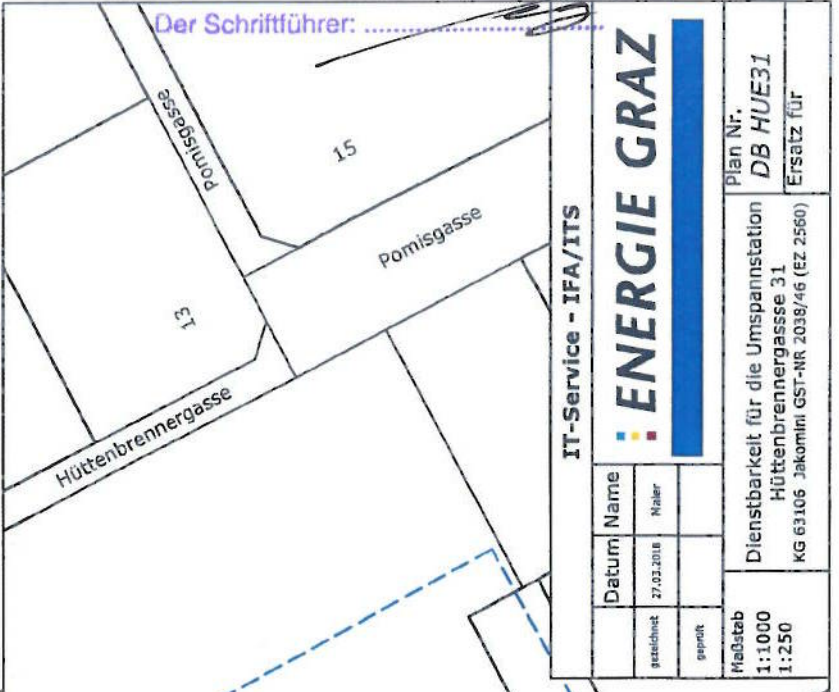 Der Schriftführer: ..............................
Pomisgasse
15
Pomisgasse
13
Hüttenbrennergasse
IT-Service - IFA/ITS
ENERGIE GRAZ
Datum Name
gezeichnet 27.03.2018 Maier
geprüft
Maßstab
1:1000
1:250
Dienstbarkeit für die Umspannstation
Hüttenbrennergassse 31
KG 63106 Jakomini GST-NR 2038/46 (EZ 2560)
Plan Nr.
DB HUE31
Ersatz für